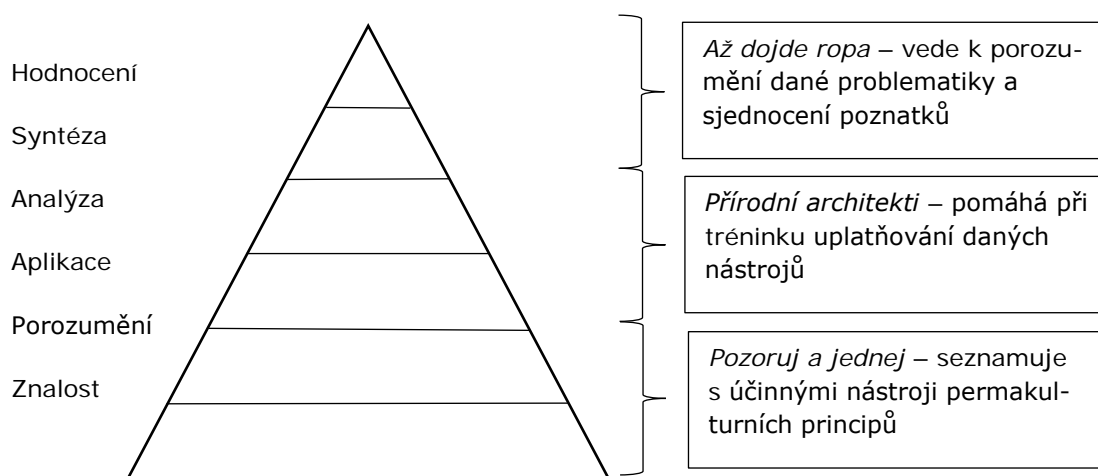 Hodnocení
Syntéza
Analýza
Aplikace
Porozumění
Znalost
Až dojde ropa – vede k porozu-
mění dané problematiky a
sjednocení poznatků
Přírodní architekti – pomáhá při
tréninku uplatňování daných
nástrojů
Pozoruj a jednej – seznamuje
s účinnými nástroji permakul-
turních principů